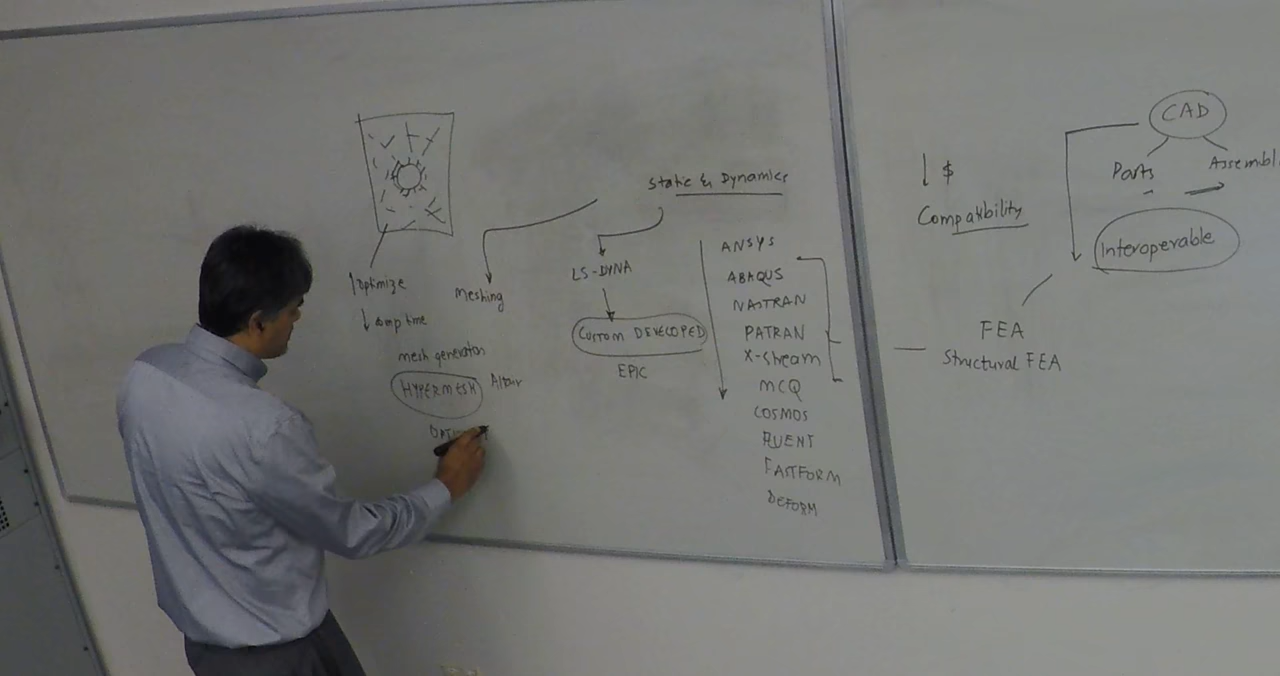 Static & Dynamics
Optimize
comp time
Meshing
mesh generation
HYPERMESH
Altair
LS-DYNA
CUSTOM DEVELOPED
EPIC
ANSYS
ABAQUS
NASTRAN
PATRAN
X-Stream
MCQ
COSMOS
FLUENT
FASTFORM
DEFORM
$
Compatibility
CAD
Parts
Assembl
Interoperable
FEA
Structural FEA